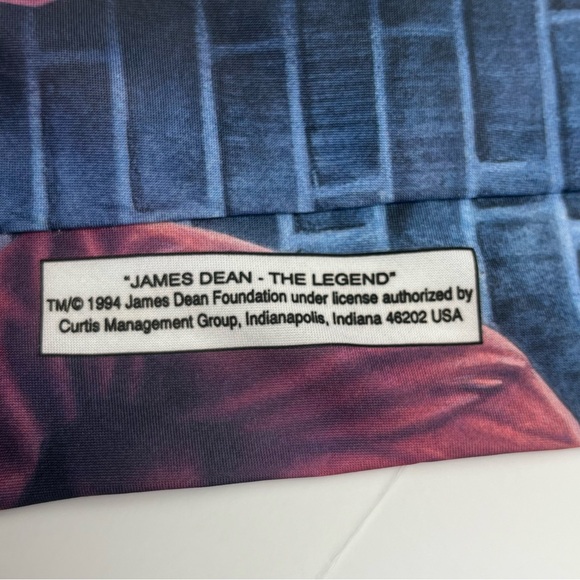 "JAMES DEAN - THE LEGEND"
TM/© 1994 James Dean Foundation under license authorized by
Curtis Management Group, Indianapolis, Indiana 46202 USA